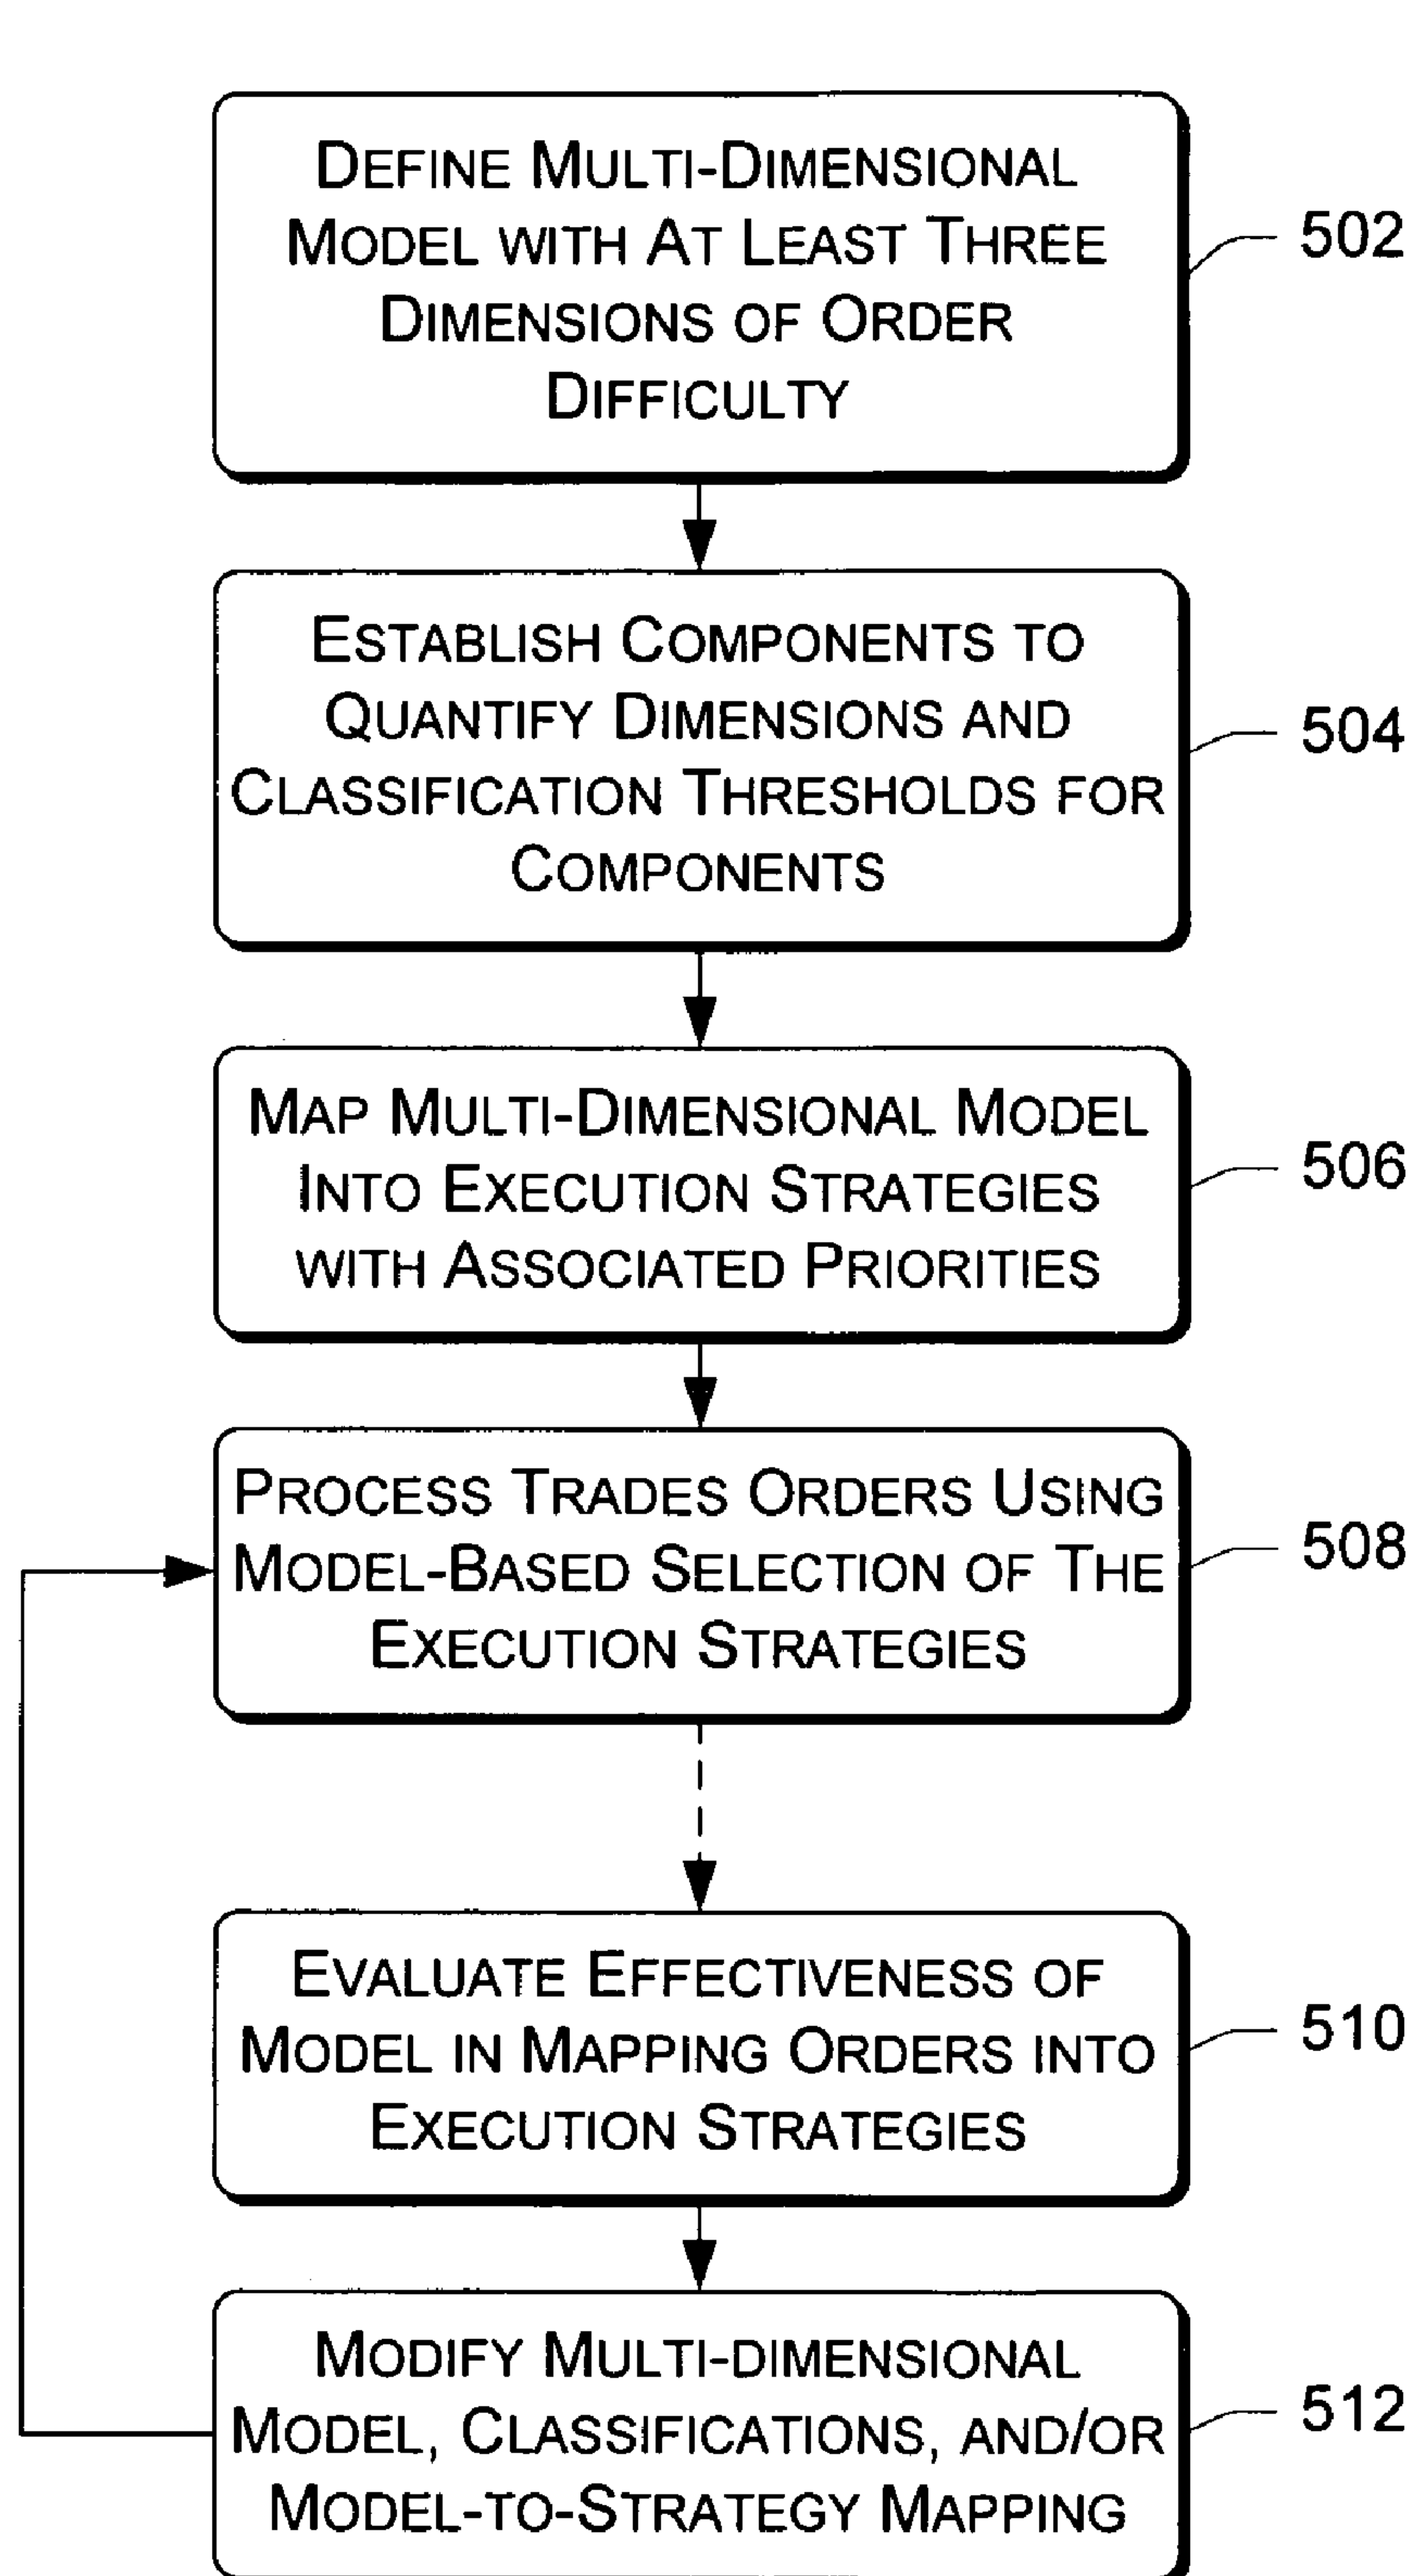 DEFINE MULTI-DIMENSIONAL
MODEL WITH AT LEAST THREE
DIMENSIONS OF ORDER
DIFFICULTY
502
ESTABLISH COMPONENTS TO
QUANTIFY DIMENSIONS AND
CLASSIFICATION THRESHOLDS FOR
COMPONENTS
504
MAP MULTI-DIMENSIONAL MODEL
INTO EXECUTION STRATEGIES
WITH ASSOCIATED PRIORITIES
506
PROCESS TRADES ORDERS USING
MODEL-BASED SELECTION OF THE
EXECUTION STRATEGIES
508
EVALUATE EFFECTIVENESS OF
MODEL IN MAPPING ORDERS INTO
EXECUTION STRATEGIES
510
MODIFY MULTI-DIMENSIONAL
MODEL, CLASSIFICATIONS, AND/OR
MODEL-TO-STRATEGY MAPPING
512